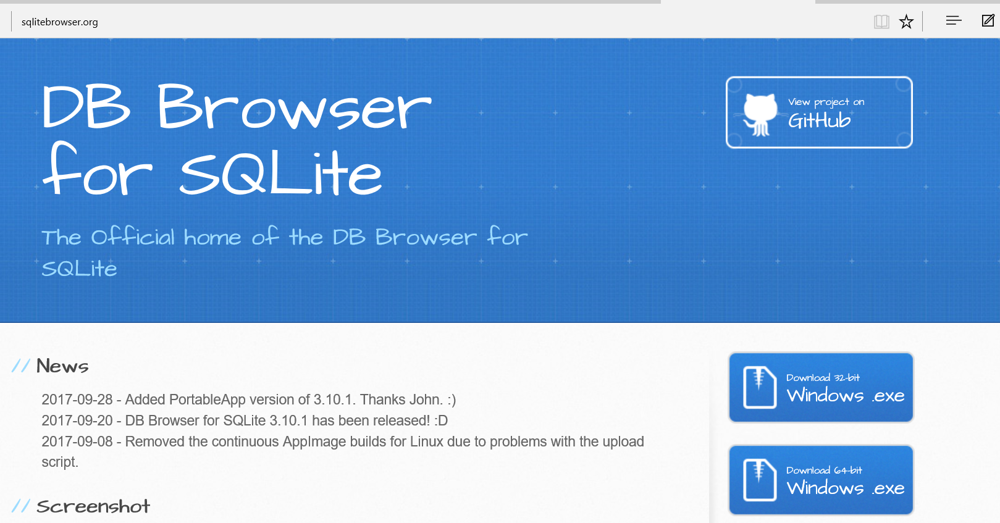 sqlitebrowser.org
DB Browser
for SQLite
The Official home of the DB Browser for
SQLite
View project on
GitHub
// News
2017-09-28 - Added PortableApp version of 3.10.1. Thanks John. :)
2017-09-20 - DB Browser for SQLite 3.10.1 has been released! :D
2017-09-08 - Removed the continuous AppImage builds for Linux due to problems with the upload
script.
// Screenshot
Download 32-bit
Windows .exe
Download 64-bit
Windows .exe